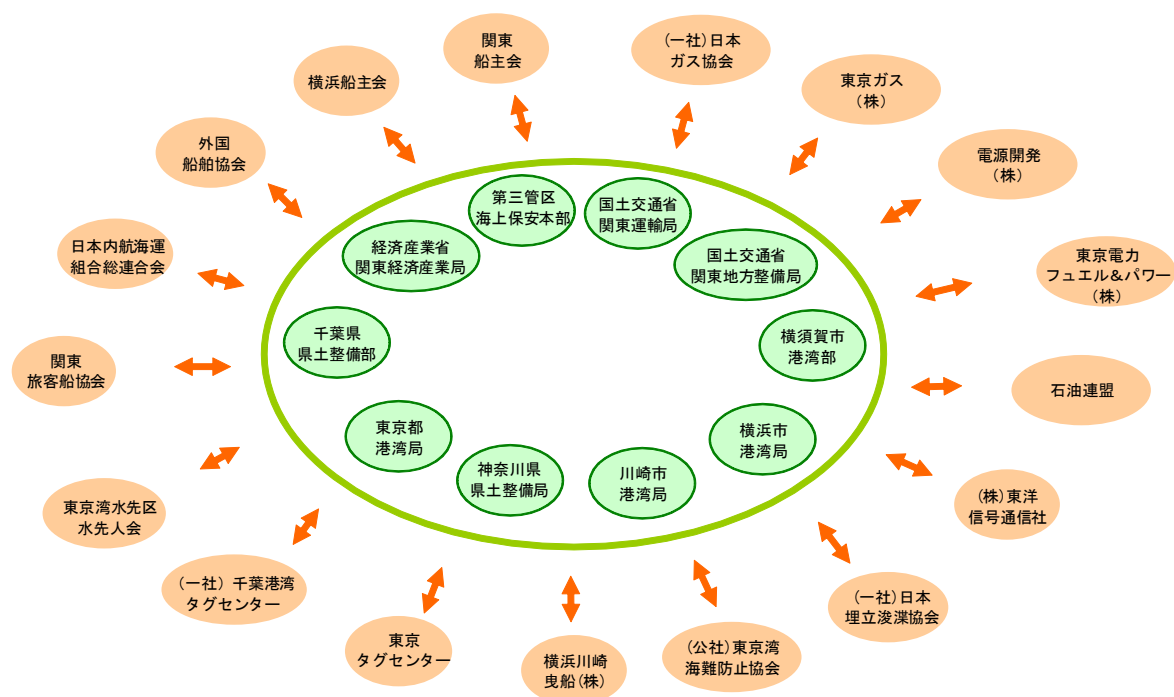 関東
船主会
(一社)日本
ガス協会
横浜船主会
東京ガス
(株)
外国
船舶協会
電源開発
(株)
第三管区
海上保安本部
国土交通省
関東運輸局
日本内航海運
組合総連合会
経済産業省
関東経済産業局
国土交通省
関東地方整備局
東京電力
フュエル&パワー
(株)
千葉県
県土整備部
横須賀市
港湾部
関東
旅客船協会
石油連盟
東京都
港湾局
横浜市
港湾局
神奈川県
県土整備局
川崎市
港湾局
東京湾水先区
水先人会
(株)東洋
信号通信社
(一社)千葉港湾
タグセンター
(一社)日本
埋立浚渫協会
東京
タグセンター
横浜川崎
曳船(株)
(公社)東京湾
海難防止協会